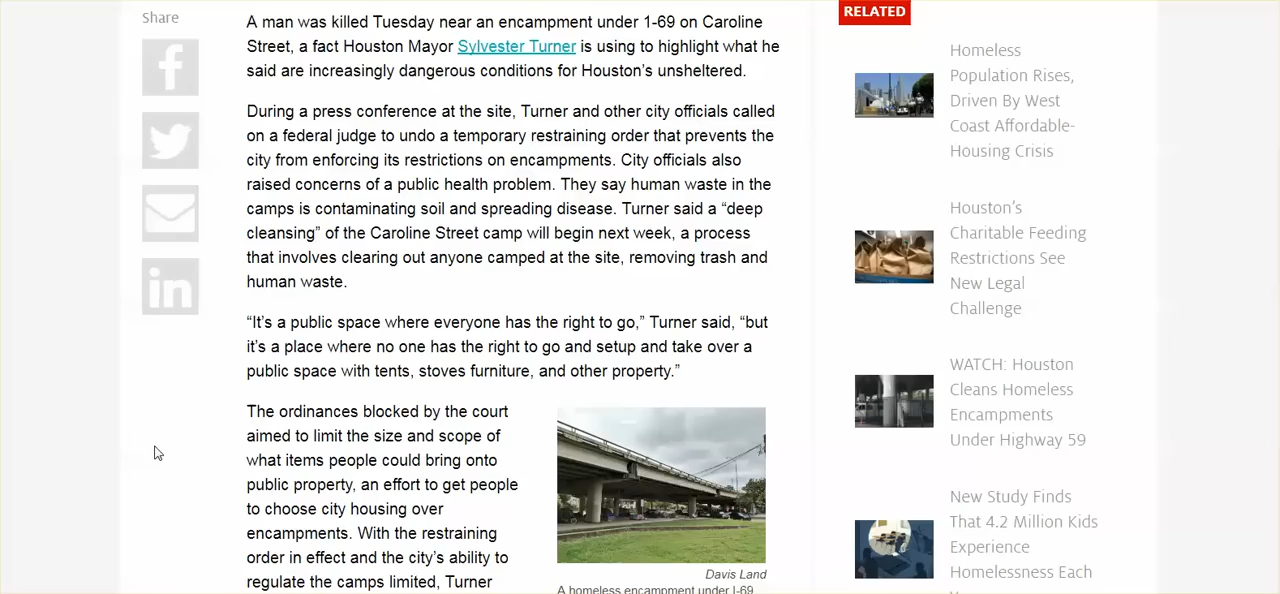 Share
A man was killed Tuesday near an encampment under 1-69 on Caroline
Street, a fact Houston Mayor Sylvester Turner is using to highlight what he
said are increasingly dangerous conditions for Houston's unsheltered.
During a press conference at the site, Turner and other city officials called
on a federal judge to undo a temporary restraining order that prevents the
city from enforcing its restrictions on encampments. City officials also
raised concerns of a public health problem. They say human waste in the
camps is contaminating soil and spreading disease. Turner said a “deep
cleansing” of the Caroline Street camp will begin next week, a process
that involves clearing out anyone camped at the site, removing trash and
human waste.
“It's a public space where everyone has the right to go,” Turner said, “but
it's a place where no one has the right to go and setup and take over a
public space with tents, stoves furniture, and other property.”
The ordinances blocked by the court
aimed to limit the size and scope of
what items people could bring onto
public property, an effort to get people
to choose city housing over
encampments. With the restraining
order in effect and the city's ability to
regulate the camps limited, Turner
Davis Land
A homeless encampment under I-69
RELATED
Homeless
Population Rises,
Driven By West
Coast Affordable-
Housing Crisis
Houston's
Charitable Feeding
Restrictions See
New Legal
Challenge
WATCH: Houston
Cleans Homeless
Encampments
Under Highway 59
New Study Finds
That 4.2 Million Kids
Experience
Homelessness Each